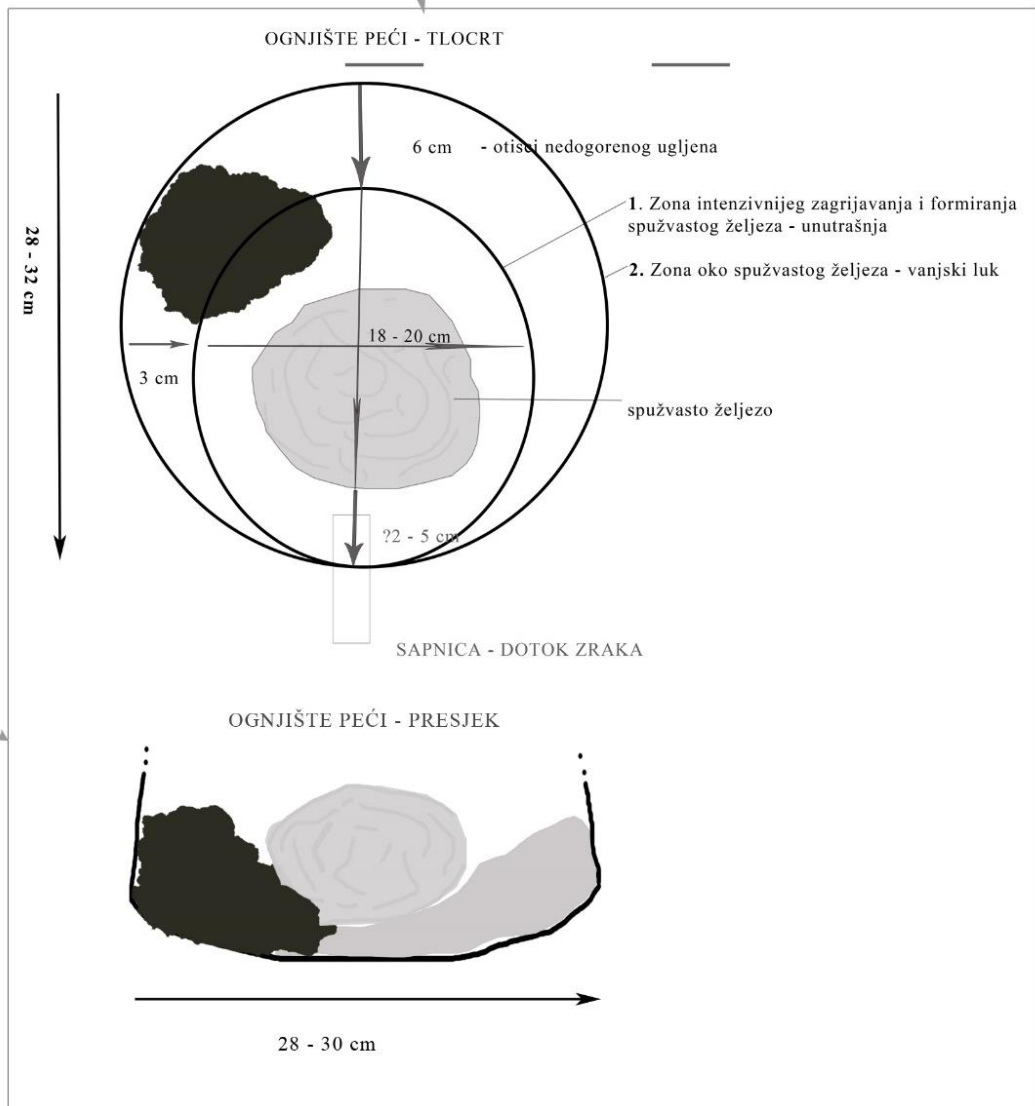 OGNJIŠTE PEĆI - TLOCRT
6 cm - otisci nedogorenog ugljena
1. Zona intenzivnijeg zagrijavanja i formiranja
spužvastog željeza - unutrašnja
28 - 32 cm
2. Zona oko spužvastog željeza - vanjski luk
18 - 20 cm
3 cm
spužvasto željezo
?2 - 5 cm
SAPNICA - DOTOK ZRAKA
OGNJIŠTE PEĆI - PRESJEK
28 - 30 cm